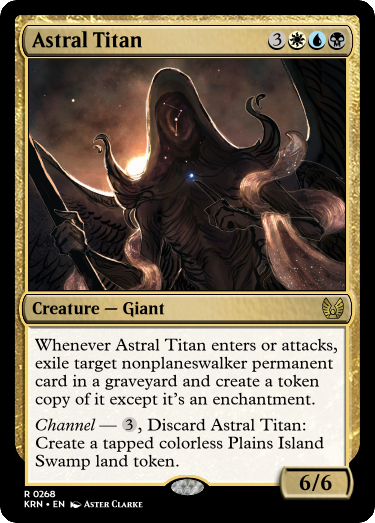 Astral Titan 3
Creature — Giant
Whenever Astral Titan enters or attacks,
exile target nonplaneswalker permanent
card in a graveyard and create a token
copy of it except it's an enchantment.
Channel — 3, Discard Astral Titan:
Create a tapped colorless Plains Island
Swamp land token.
6/6
R 0268
KRN • EN Aster Clarke